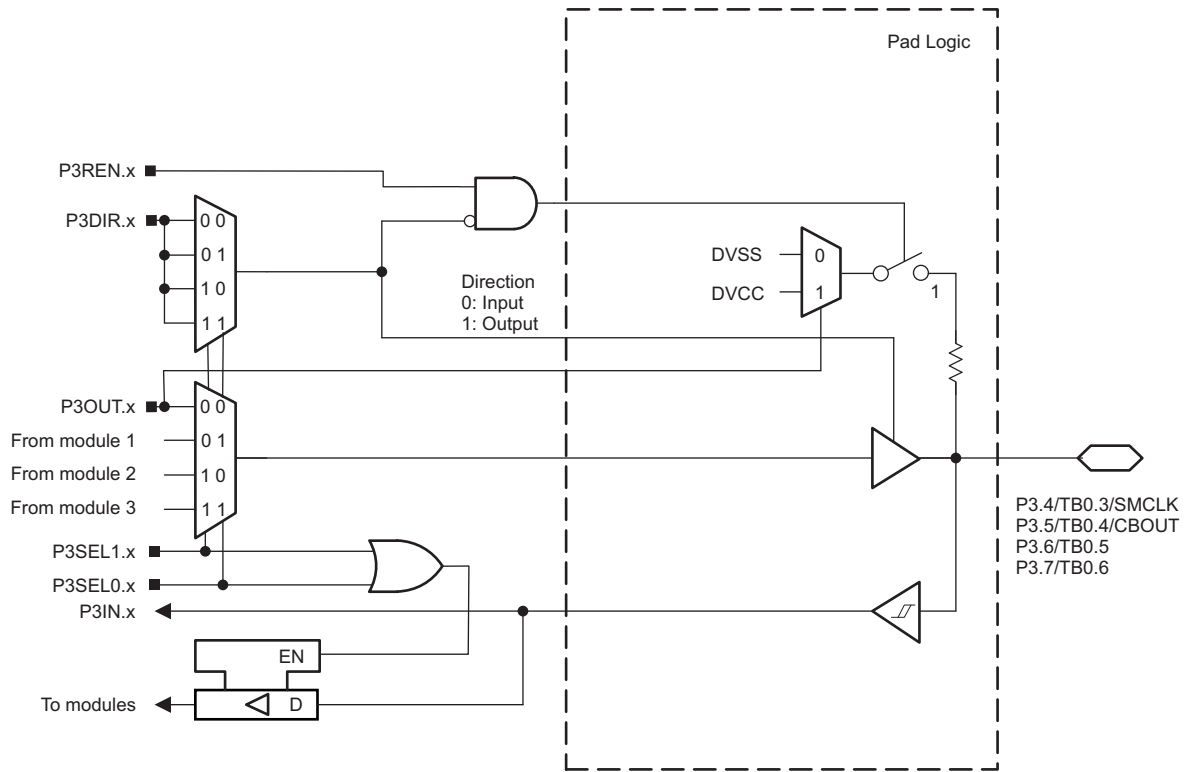 Pad Logic
P3REN.x
P3DIR.x
0 0
0 1
1 0
1 1
Direction
0: Input
1: Output
DVSS
DVCC
0
1
1
P3OUT.x
From module 1
From module 2
From module 3
0 0
0 1
1 0
1 1
P3SEL1.x
P3SEL0.x
P3IN.x
EN
D
To modules
P3.4/TB0.3/SMCLK
P3.5/TB0.4/CBOUT
P3.6/TB0.5
P3.7/TB0.6